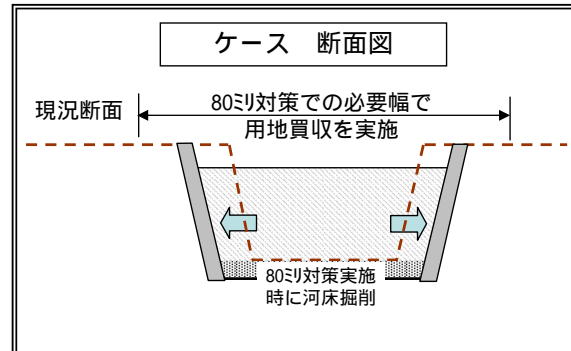 ケース　断面図
現況断面
80ミリ対策での必要幅で
用地買収を実施
80ミリ対策実施
時に河床掘削